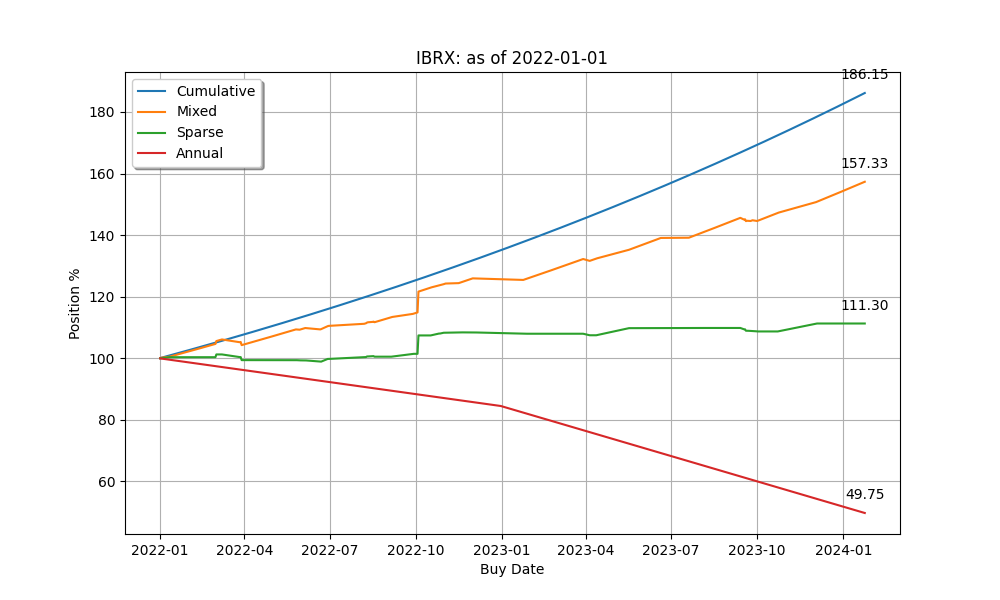 IBRX: as of 2022-01-01
186.15
Cumulative
Mixed
Sparse
Annual
157.33
111.30
49.75
180
160
140
120
100
80
60
Position %
2022-01 2022-04 2022-07 2022-10 2023-01 2023-04 2023-07 2023-10 2024-01
Buy Date